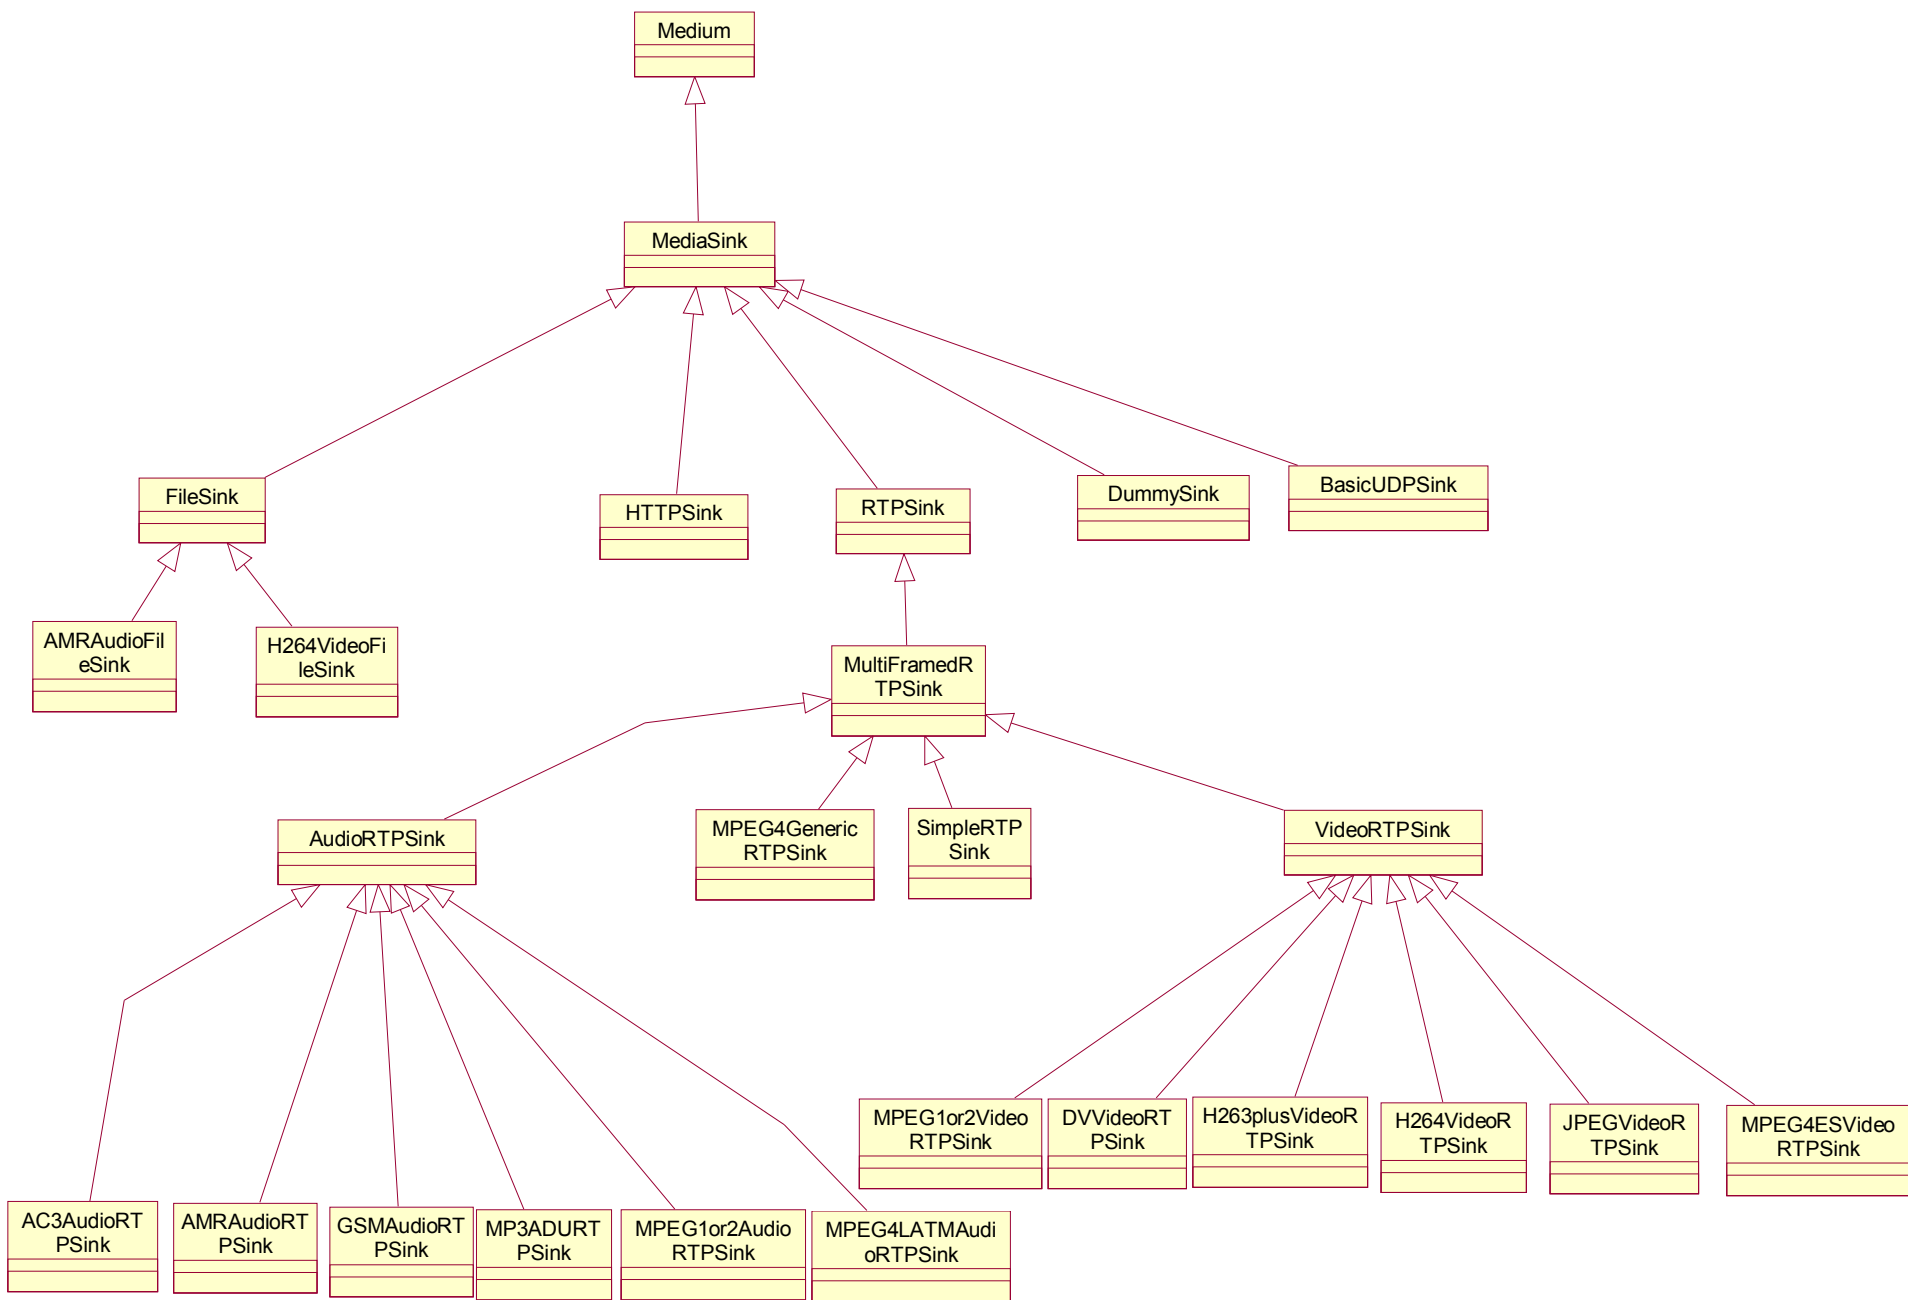 Medium
MediaSink
FileSink
HTTPSink
RTPSink
DummySink
BasicUDPSink
AMRAudioFil
eSink
H264VideoFi
leSink
MultiFramedR
TPSink
AudioRTPSink
MPEG4Generic
RTPSink
SimpleRTP
Sink
VideoRTPSink
MPEG1or2Video
RTPSink
DVVideoRT
PSink
H263plusVideoR
TPSink
H264VideoR
TPSink
JPEGVideoR
TPSink
MPEG4ESVideo
RTPSink
AC3AudioRT
PSink
AMRAudioRT
PSink
GSMAudioRT
PSink
MP3ADURT
PSink
MPEG1or2Audio
RTPSink
MPEG4LATMAudi
oRTPSink